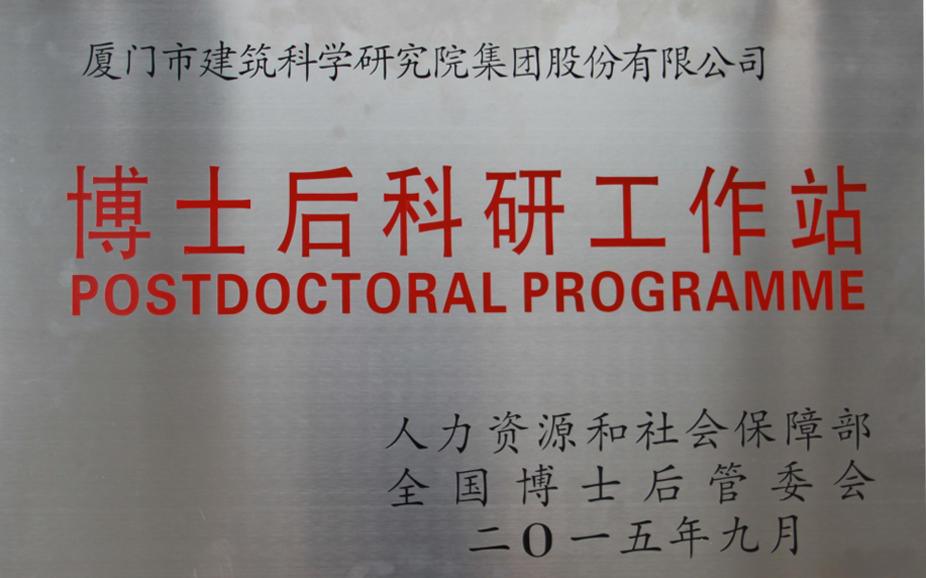 厦门市建筑科学研究院集团股份有限公司
博士后科研工作站
POSTDOCTORAL PROGRAMME
人力资源和社会保障部
全国博士后管委会
二O一五年九月